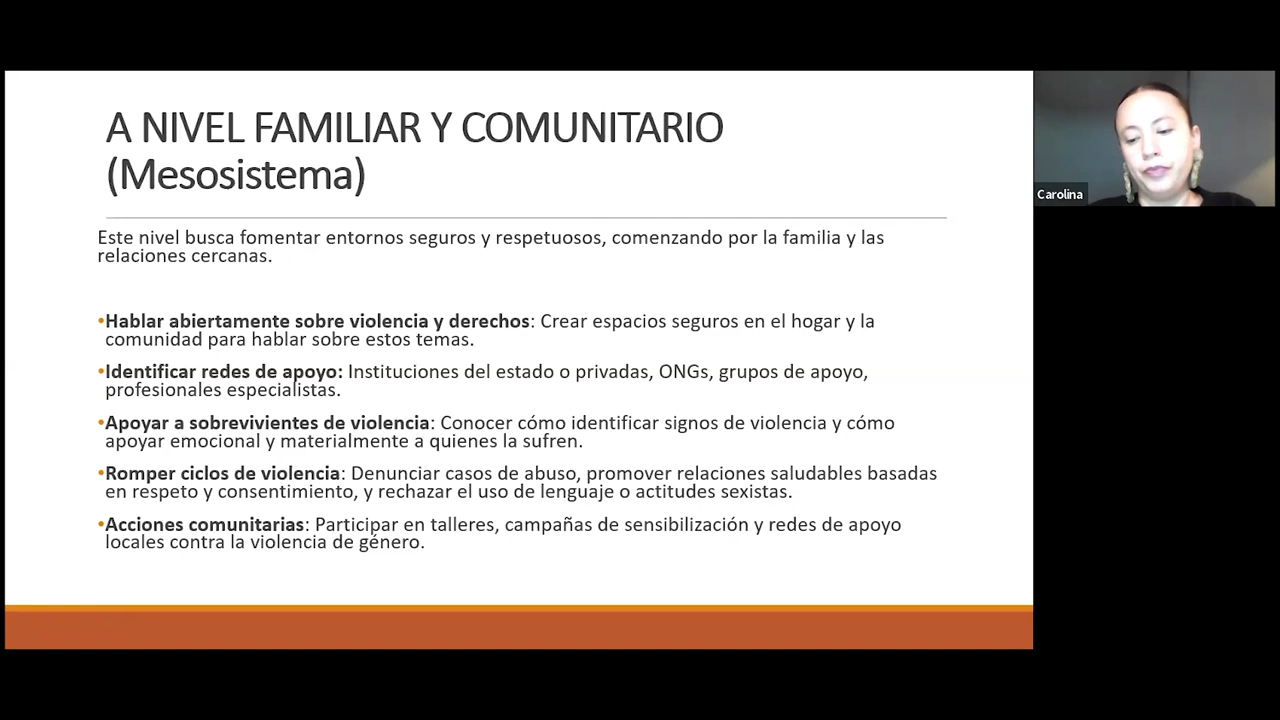 A NIVEL FAMILIAR Y COMUNITARIO
(Mesosistema)
Este nivel busca fomentar entornos seguros y respetuosos, comenzando por la familia y las
relaciones cercanas.
•Hablar abiertamente sobre violencia y derechos: Crear espacios seguros en el hogar y la
comunidad para hablar sobre estos temas.
•Identificar redes de apoyo: Instituciones del estado o privadas, ONGs, grupos de apoyo,
profesionales especialistas.
•Apoyar a sobrevivientes de violencia: Conocer cómo identificar signos de violencia y cómo
apoyar emocional y materialmente a quienes la sufren.
•Romper ciclos de violencia: Denunciar casos de abuso, promover relaciones saludables basadas
en respeto y consentimiento, y rechazar el uso de lenguaje o actitudes sexistas.
•Acciones comunitarias: Participar en talleres, campañas de sensibilización y redes de apoyo
locales contra la violencia de género.
Carolina